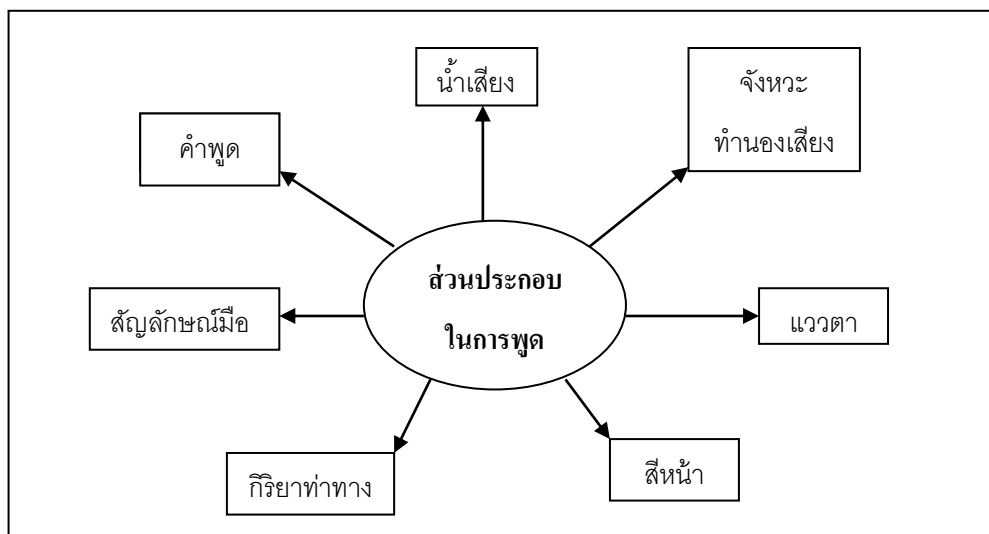 น้ำเสียง
จังหวะ
ทำนองเสียง
คำพูด
ส่วนประกอบ
ในการพูด
สัญลักษณ์มือ
แววตา
กิริยาท่าทาง
สีหน้า